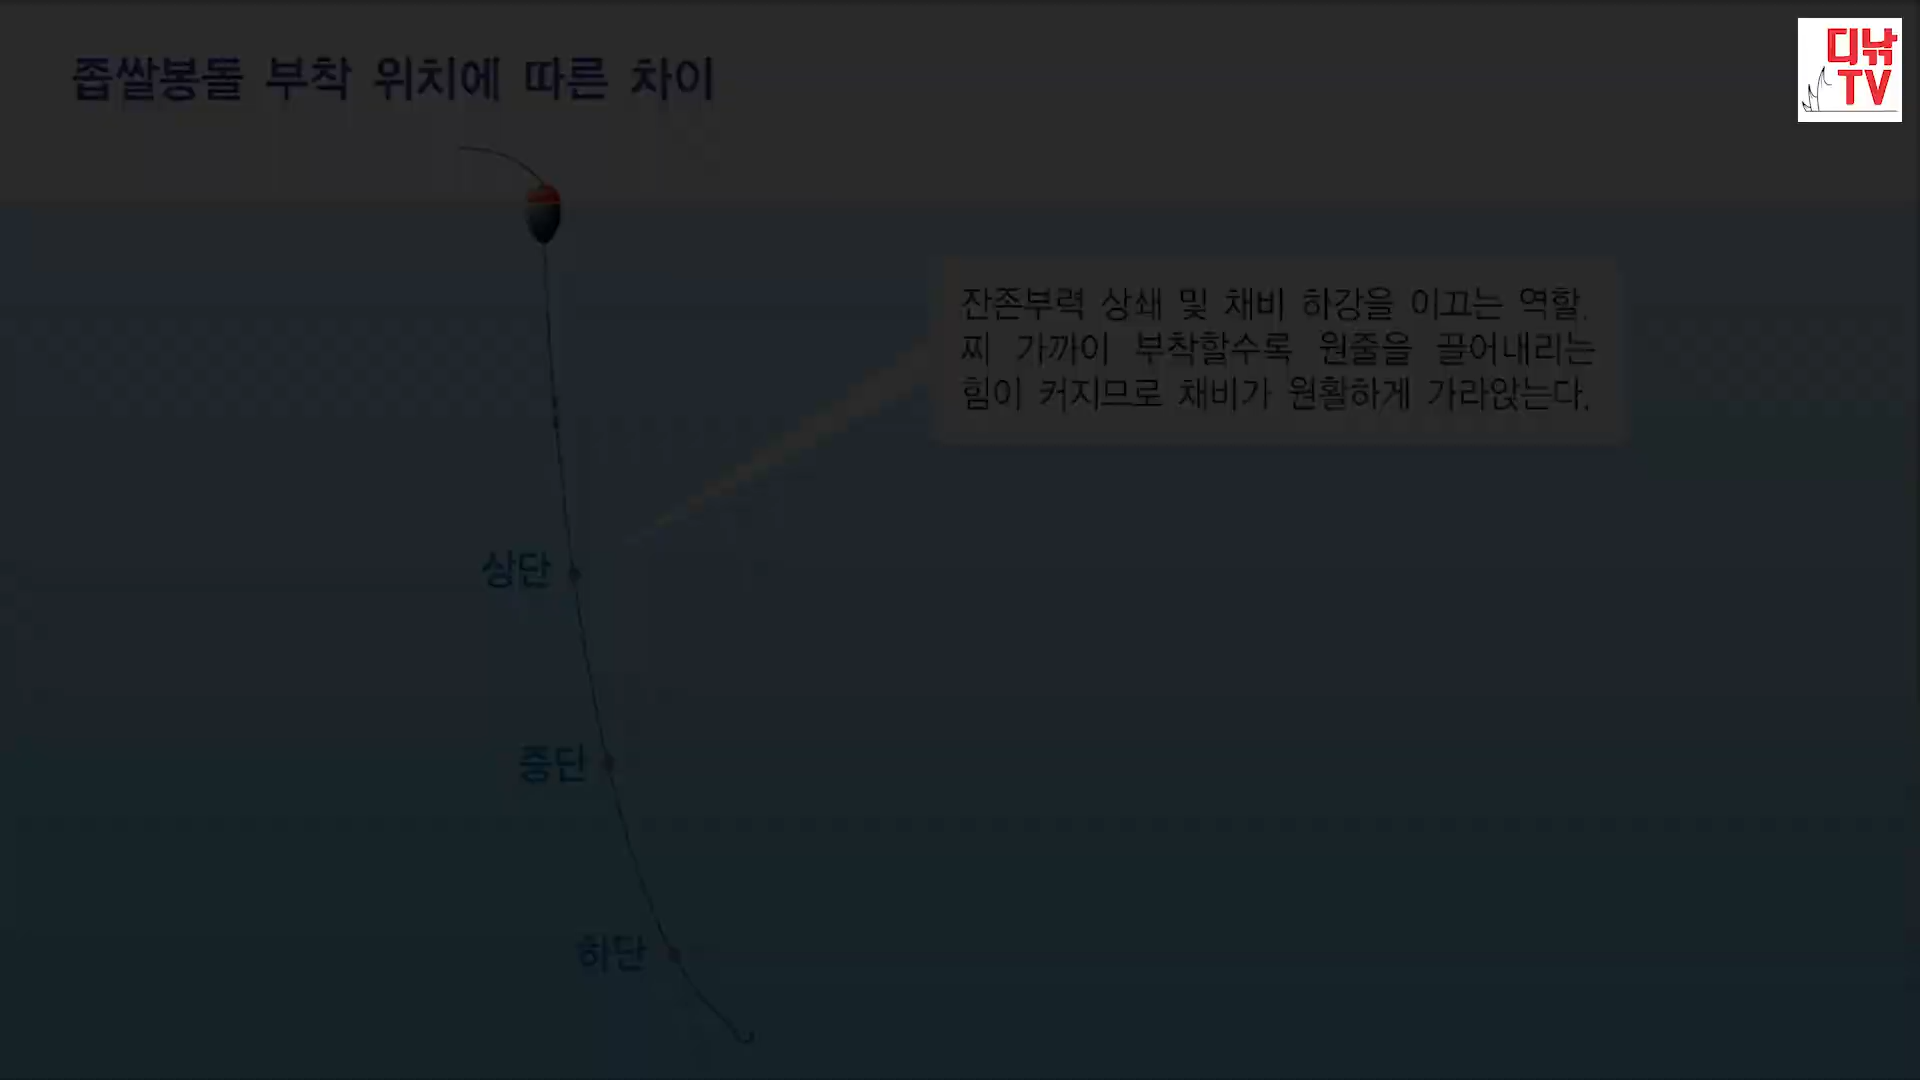 좁쌀봉돌 부착 위치에 따른 차이
디낚
TV
잔존부력 상쇄 및 채비 하강을 이끄는 역할.
찌 가까이 부착할수록 원줄을 끌어내리는
힘이 커지므로 채비가 원활하게 가라앉는다.
상단
중단
하단